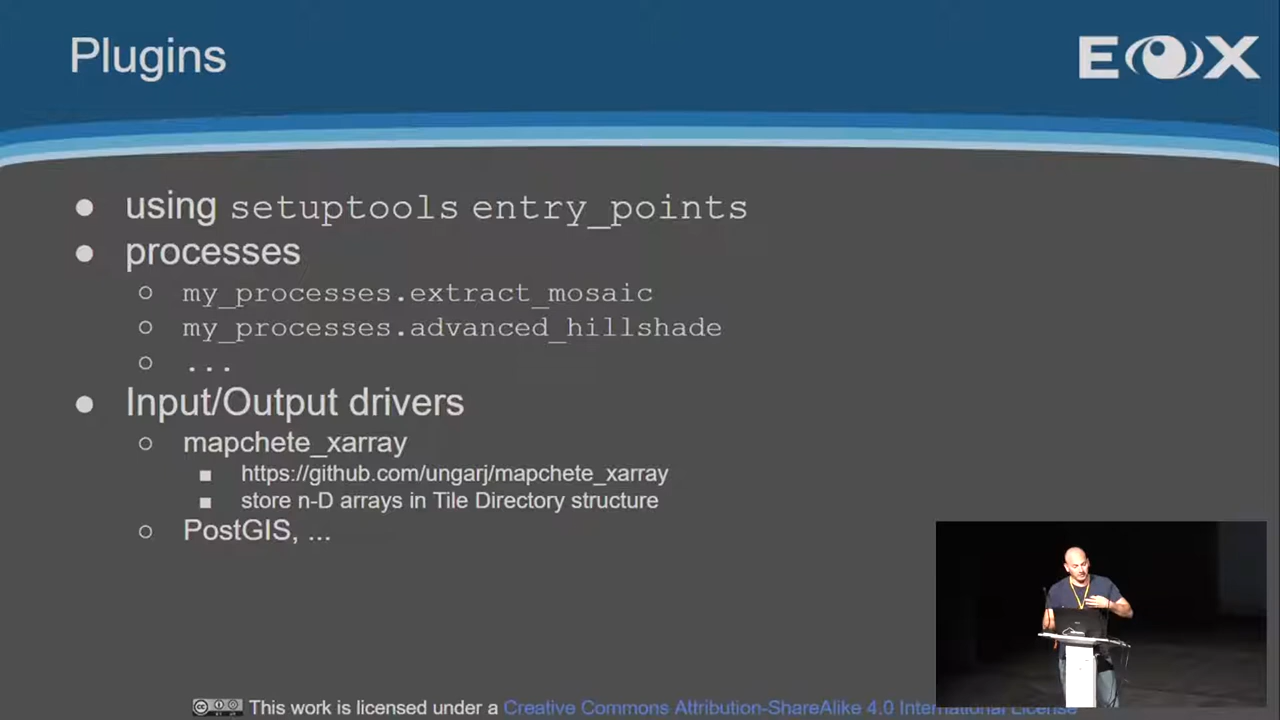 Plugins
EOX
using setuptools entry_points
processes
my_processes.extract_mosaic
my_processes.advanced_hillshade
...
Input/Output drivers
mapchete_xarray
https://github.com/ungarj/mapchete_xarray
store n-D arrays in Tile Directory structure
PostGIS, ...
This work is licensed under a Creative Commons Attribution-ShareAlike 4.0 International License